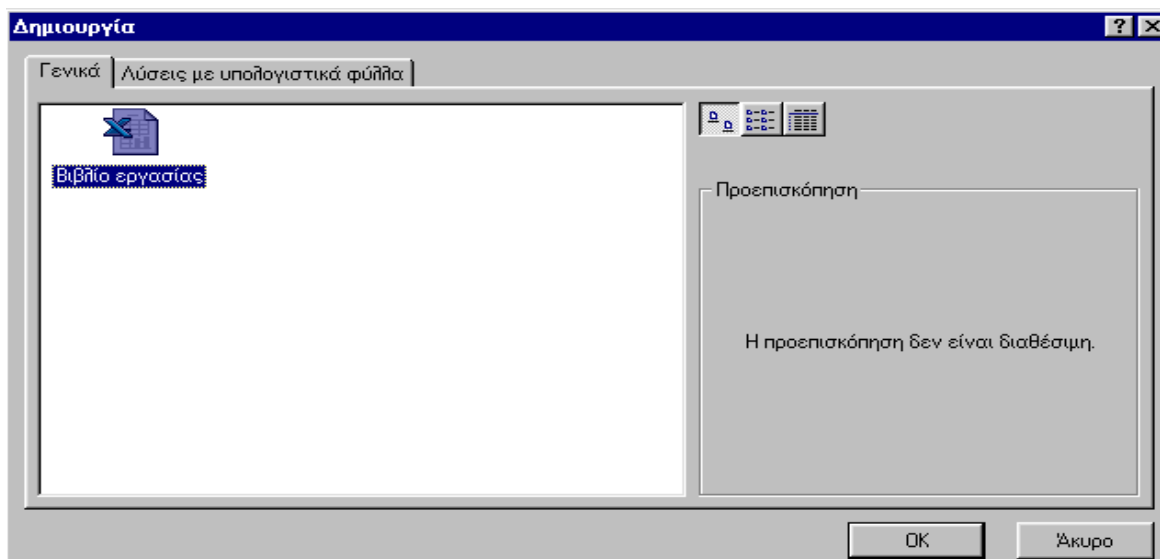 Δημιουργία
Γενικά
Λύσεις με υπολογιστικά φύλλα
Βιβλίο εργασίας
Προεπισκόπηση
Η προεπισκόπηση δεν είναι διαθέσιμη.
OK
Άκυρο